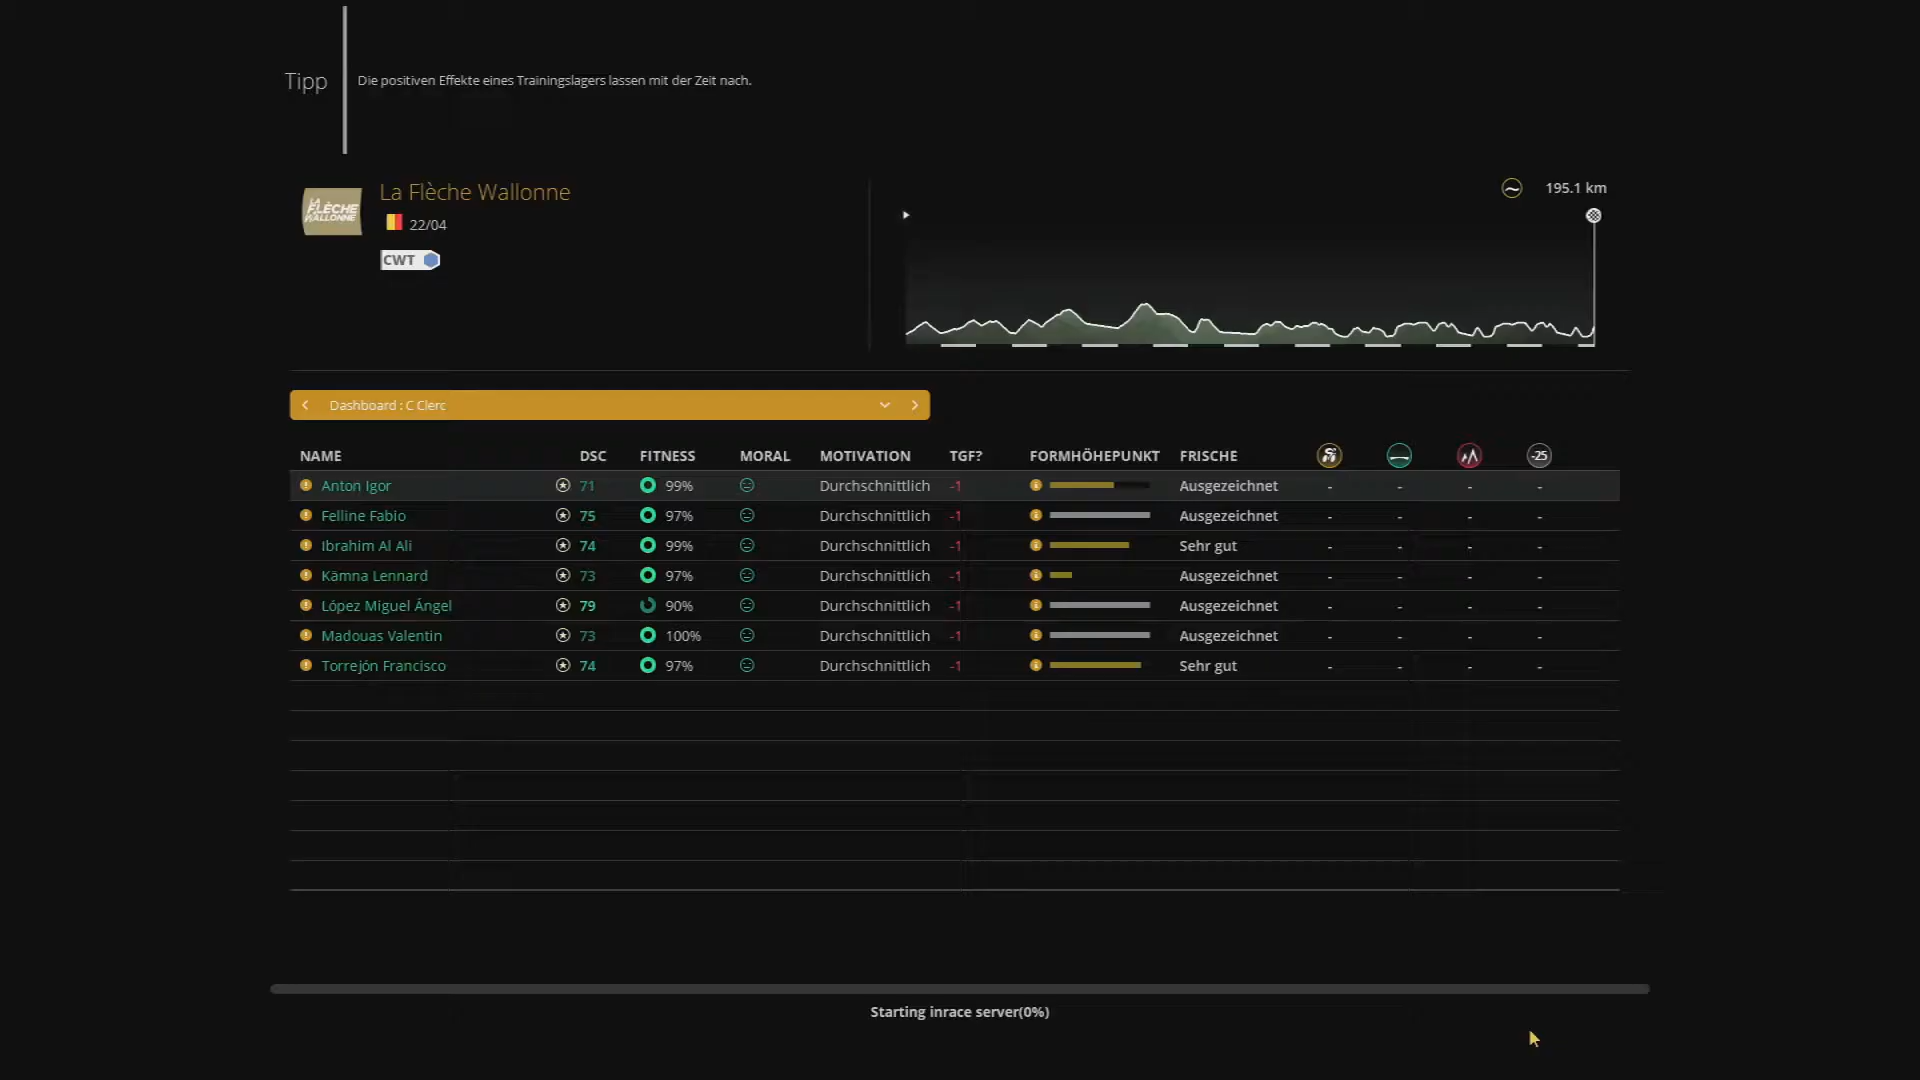 Tipp
Die positiven Effekte eines Trainingslagers lassen mit der Zeit nach.
LA FLÈCHE WALLONNE
La Flèche Wallonne
22/04
CWT
195.1 km
Dashboard : C Clerc
NAME DSC FITNESS MORAL MOTIVATION TGF? FORMHÖHEPUNKT FRISCHE -25
Anton Igor 71 99% Durchschnittlich -1 Ausgezeichnet - - - -
Felline Fabio 75 97% Durchschnittlich -1 Ausgezeichnet - - - -
Ibrahim Al Ali 74 99% Durchschnittlich -1 Sehr gut - - - -
Kämna Lennard 73 97% Durchschnittlich -1 Ausgezeichnet - - - -
López Miguel Ángel 79 90% Durchschnittlich -1 Ausgezeichnet - - - -
Madouas Valentin 73 100% Durchschnittlich -1 Ausgezeichnet - - - -
Torrejón Francisco 74 97% Durchschnittlich -1 Sehr gut - - - -
Starting inrace server(0%)